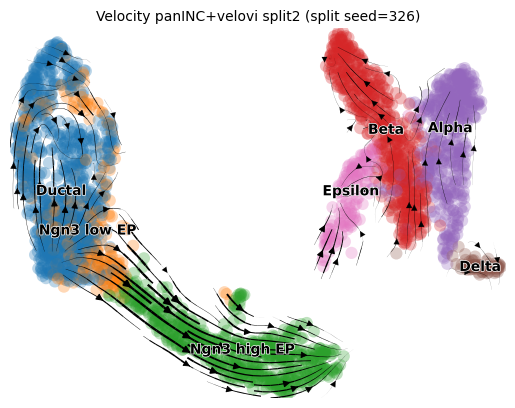 Velocity panINC+velovi split2 (split seed=326)
Beta
Alpha
Ductal
Epsilon
Ngn3 low EP
Delta
Ngn3 high EP